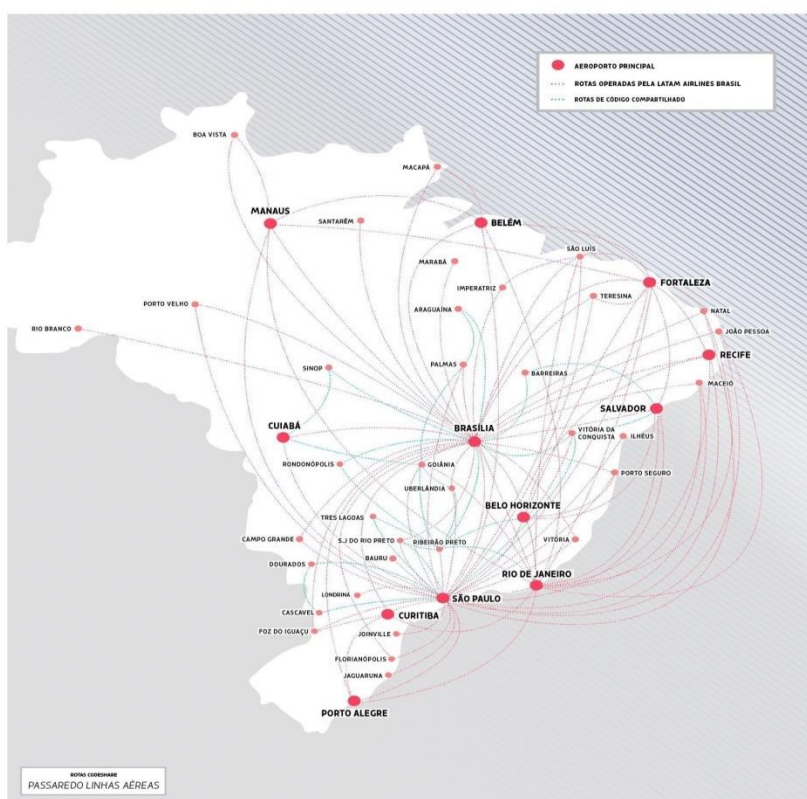 AEROPORTO PRINCIPAL
ROTAS OPERADAS PELA LATAM AIRLINES BRASIL
ROTAS DE CÓDIGO COMPARTILHADO
BOA VISTA
MACAPÁ
MANAUS
SANTARÉM
BELÉM
SÃO LUÍS
MARABÁ
FORTALEZA
IMPERATRIZ
TERESINA
PORTO VELHO
ARAGUAÍNA
NATAL
RIO BRANCO
JOÃO PESSOA
RECIFE
SINOP
PALMAS
BARREIRAS
MACEIÓ
SALVADOR
CUIABÁ
BRASÍLIA
VITÓRIA DA
CONQUISTA
ILHÉUS
RONDONÓPOLIS
GOIÂNIA
PORTO SEGURO
UBERLÂNDIA
BELO HORIZONTE
TRES LAGOAS
CAMPO GRANDE
S.J DO RIO PRETO
RIBEIRÃO PRETO
VITÓRIA
BAURU
DOURADOS
RIO DE JANEIRO
LONDRINA
SÃO PAULO
CASCAVEL
CURITIBA
FOZ DO IGUAÇU
JOINVILLE
FLORIANÓPOLIS
JAGUARUNA
PORTO ALEGRE
ROTAS CODESHARE
PASSAREDO LINHAS AÉREAS